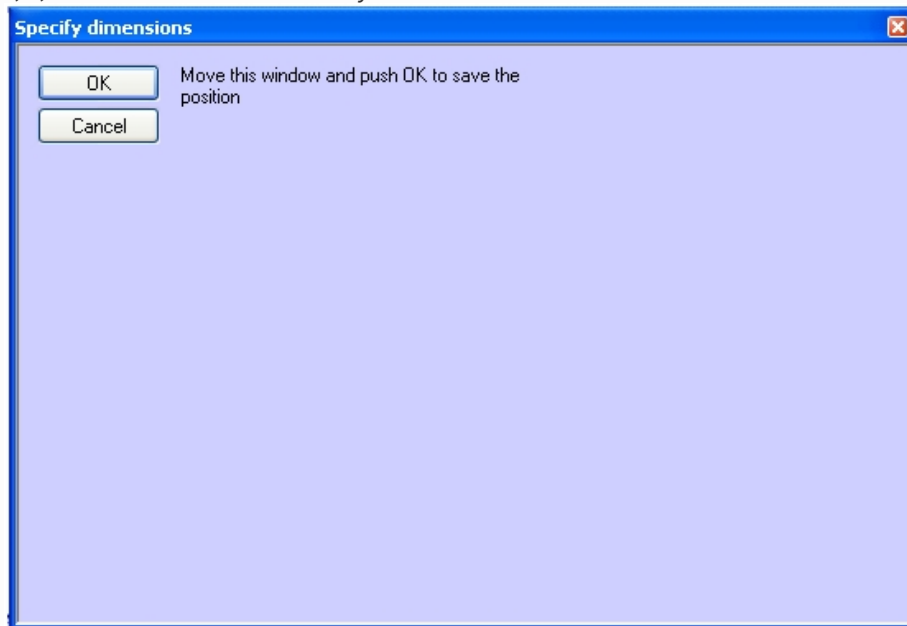 Specify dimensions
OK
Move this window and push OK to save the
position
Cancel